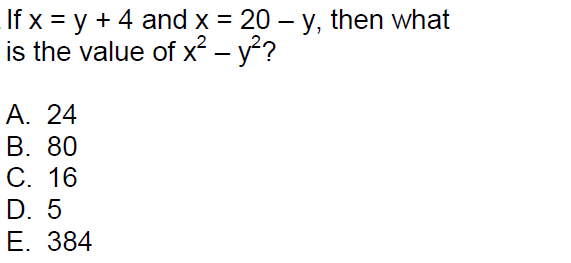 If x = y + 4 and x = 20 – y, then what
is the value of x² – y²?
A. 24
B. 80
C. 16
D. 5
E. 384